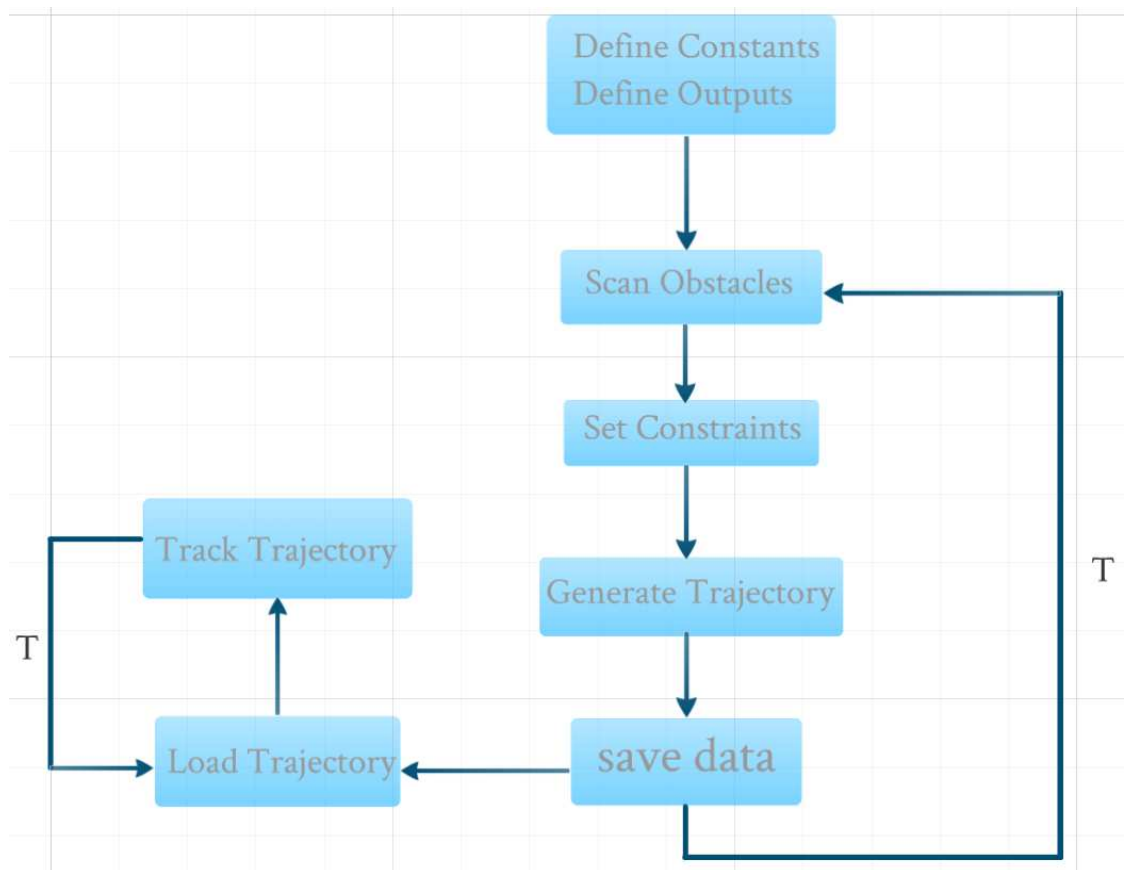 Define Constants
Define Outputs
Scan Obstacles
Set Constraints
Track Trajectory
Generate Trajectory
T
T
Load Trajectory
save data